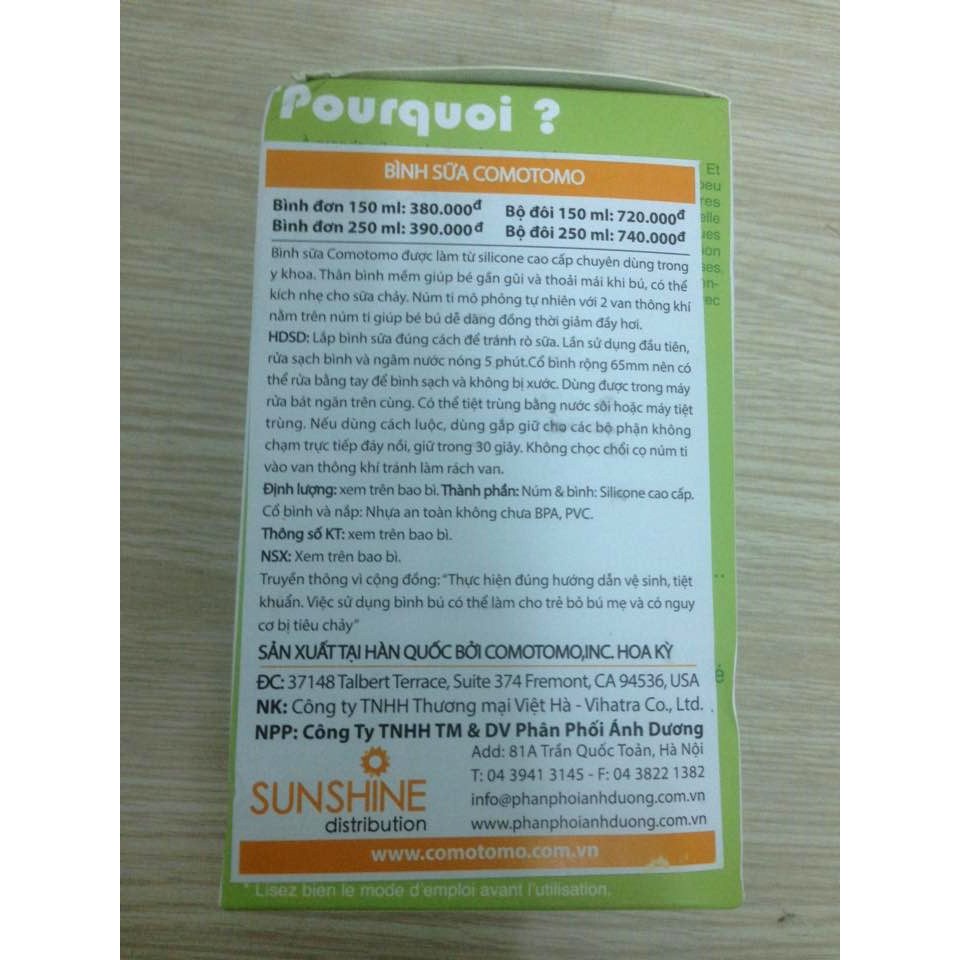 Pourquoi ?
Et
peu
elle
BÌNH SỮA COMOTOMO
Bình đơn 150 ml: 380.000đ Bộ đôi 150 ml: 720.000đ
Bình đơn 250 ml: 390.000đ Bộ đôi 250 ml: 740.000đ
Bình sữa Comotomo được làm từ silicone cao cấp chuyên dùng trong
y khoa. Thân bình mềm giúp bé gần gũi và thoải mái khi bú, có thể
kích nhẹ cho sữa chảy. Núm ti mô phỏng tự nhiên với 2 van thông khí
nằm trên núm ti giúp bé bú dễ dàng đồng thời giảm đầy hơi.
HDSD: Lắp bình sữa đúng cách để tránh rò sữa. Lần sử dụng đầu tiên,
rửa sạch bình và ngâm nước nóng 5 phút.Cổ bình rộng 65mm nên có
thể rửa bằng tay để bình sạch và không bị xước. Dùng được trong máy
rửa bát ngăn trên cùng. Có thể tiệt trùng bằng nước sôi hoặc máy tiệt
trùng. Nếu dùng cách luộc, dùng gắp giữ cho các bộ phận không
chạm trực tiếp đáy nồi, giữ trong 30 giây. Không chọc chổi cọ núm ti
vào van thông khí tránh làm rách van.
Định lượng: xem trên bao bì. Thành phần: Núm & bình: Silicone cao cấp.
Cổ bình và nắp: Nhựa an toàn không chưa BPA, PVC.
Thông số KT: xem trên bao bì.
NSX: Xem trên bao bì.
Truyền thông vì cộng đồng: "Thực hiện đúng hướng dẫn vệ sinh, tiệt
khuẩn. Việc sử dụng bình bú có thể làm cho trẻ bỏ bú mẹ và có nguy
cơ bị tiêu chảy"
SẢN XUẤT TẠI HÀN QUỐC BỞI COMOTOMO,INC. HOA KỲ
ĐC: 37148 Talbert Terrace, Suite 374 Fremont, CA 94536, USA
NK: Công ty TNHH Thương mại Việt Hà - Vihatra Co., Ltd.
NPP: Công Ty TNHH TM & DV Phân Phối Ánh Dương
Add: 81A Trần Quốc Toản, Hà Nội
T: 04 3941 3145 - F: 04 3822 1382
info@phanphoianhduong.com.vn
www.phanphoianhduong.com.vn
SUNSHINE
distribution
www.comotomo.com.vn
* Lisez bien le mode d'emploi avant l'utilisation.